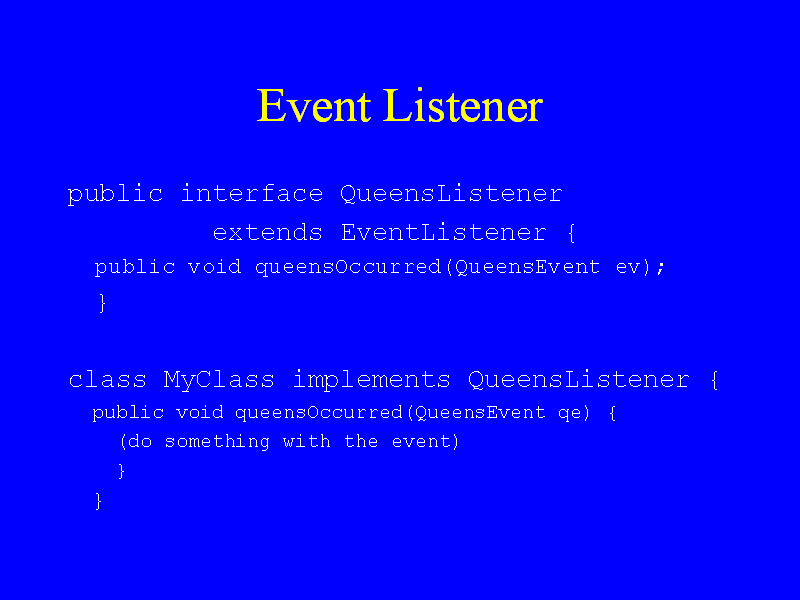 Event Listener
public interface QueensListener
extends EventListener {
public void queensOccurred(QueensEvent ev);
}
class MyClass implements QueensListener {
public void queensOccurred(QueensEvent qe) {
(do something with the event)
}
}